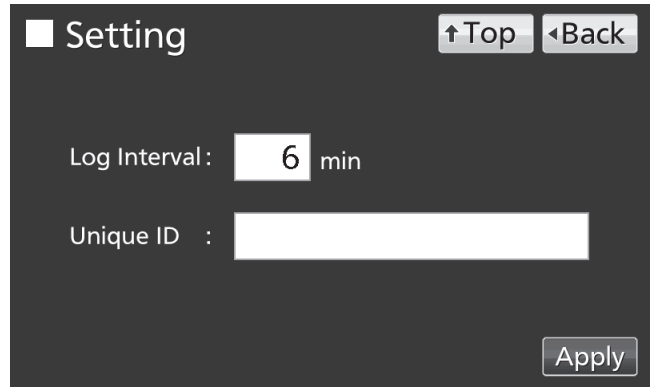 Setting
↑Top
◂Back
Log Interval:
6 min
Unique ID :
Apply